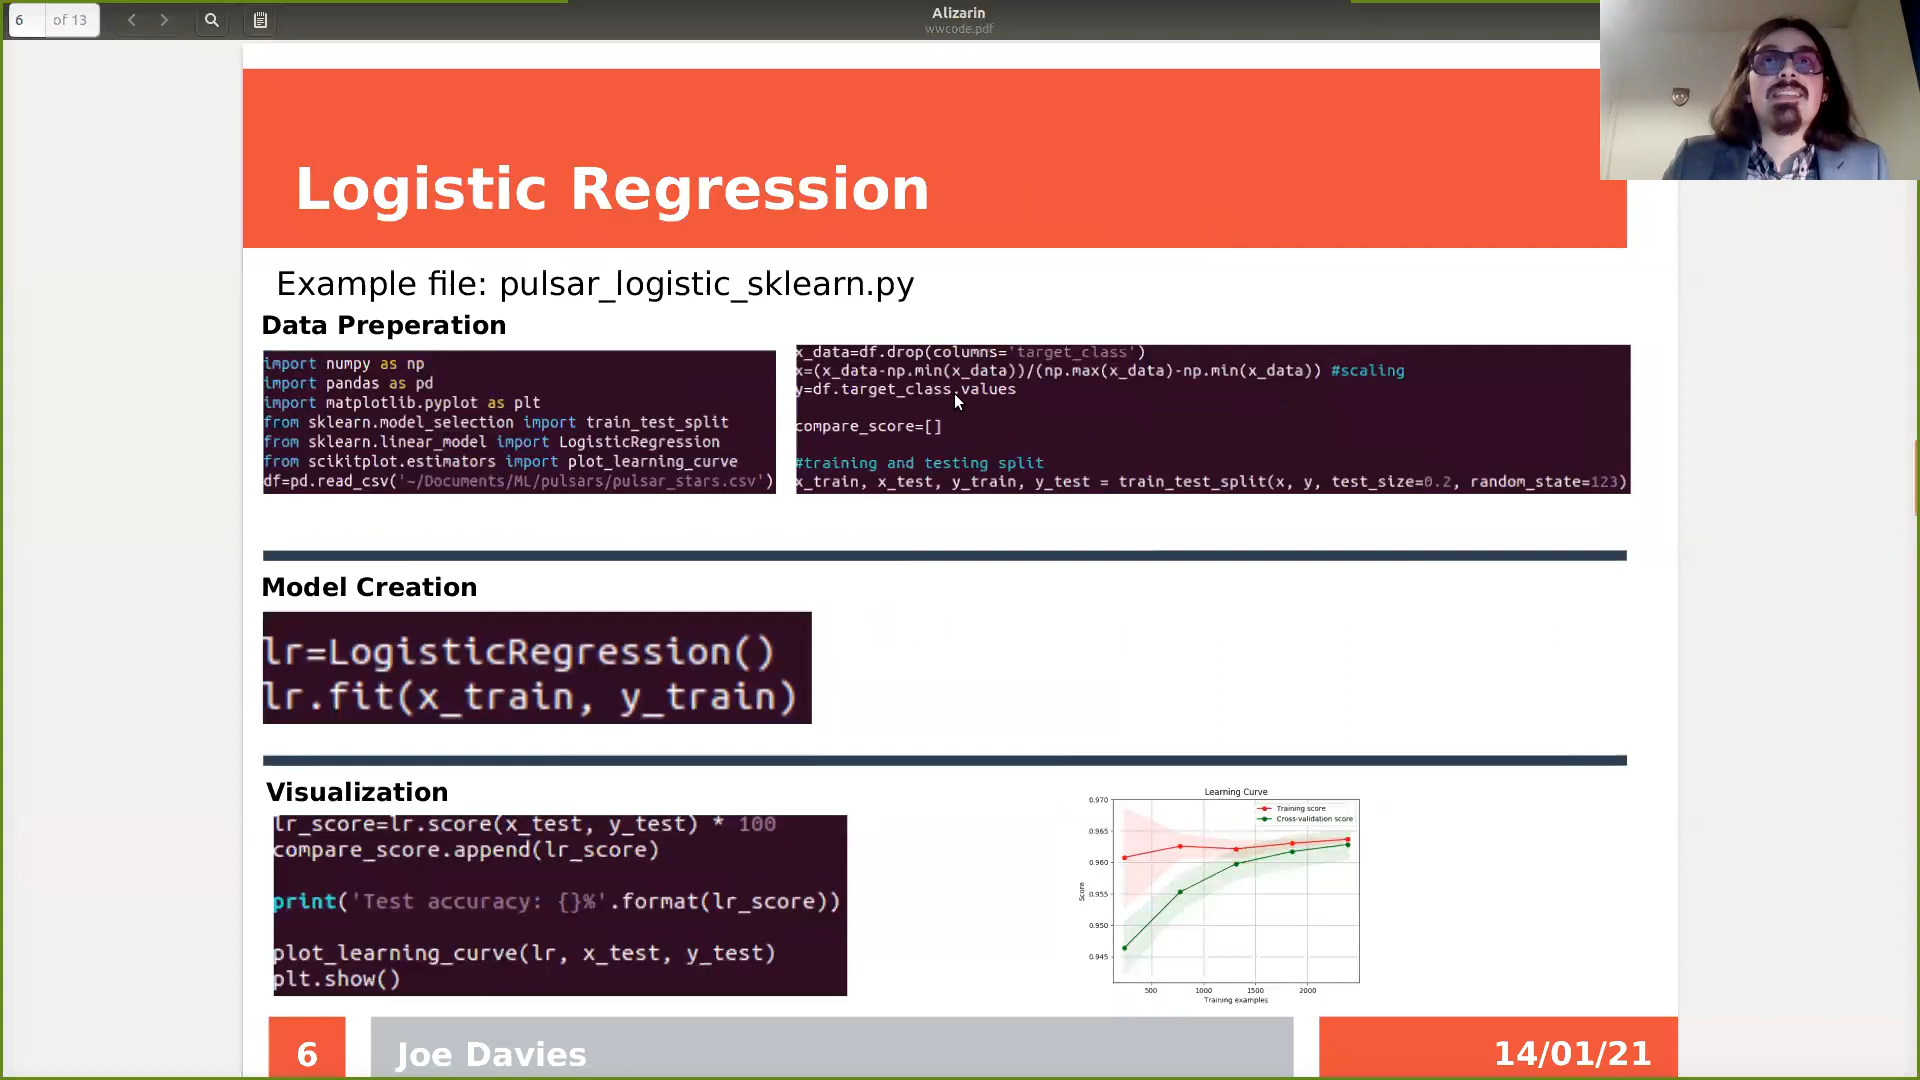 6 of 13
Alizarin
wwcode.pdf
Logistic Regression
Example file: pulsar_logistic_sklearn.py
Data Preperation
import numpy as np
import pandas as pd
import matplotlib.pyplot as plt
from sklearn.model_selection import train_test_split
from sklearn.linear_model import LogisticRegression
from scikitplot.estimators import plot_learning_curve
df=pd.read_csv('~/Documents/ML/pulsars/pulsar_stars.csv')
x_data=df.drop(columns='target_class')
x=(x_data-np.min(x_data))/(np.max(x_data)-np.min(x_data)) #scaling
y=df.target_class.values
compare_score=[]
#training and testing split
x_train, x_test, y_train, y_test = train_test_split(x, y, test_size=0.2, random_state=123)
Model Creation
lr=LogisticRegression()
lr.fit(x_train, y_train)
Visualization
lr_score=lr.score(x_test, y_test) * 100
compare_score.append(lr_score)
print('Test accuracy: {}%'.format(lr_score))
plot_learning_curve(lr, x_test, y_test)
plt.show()
Learning Curve
Training score
Cross-validation score
0.970
0.965
0.960
0.955
0.950
0.945
Score
500 1000 1500 2000
Training examples
6
Joe Davies
14/01/21